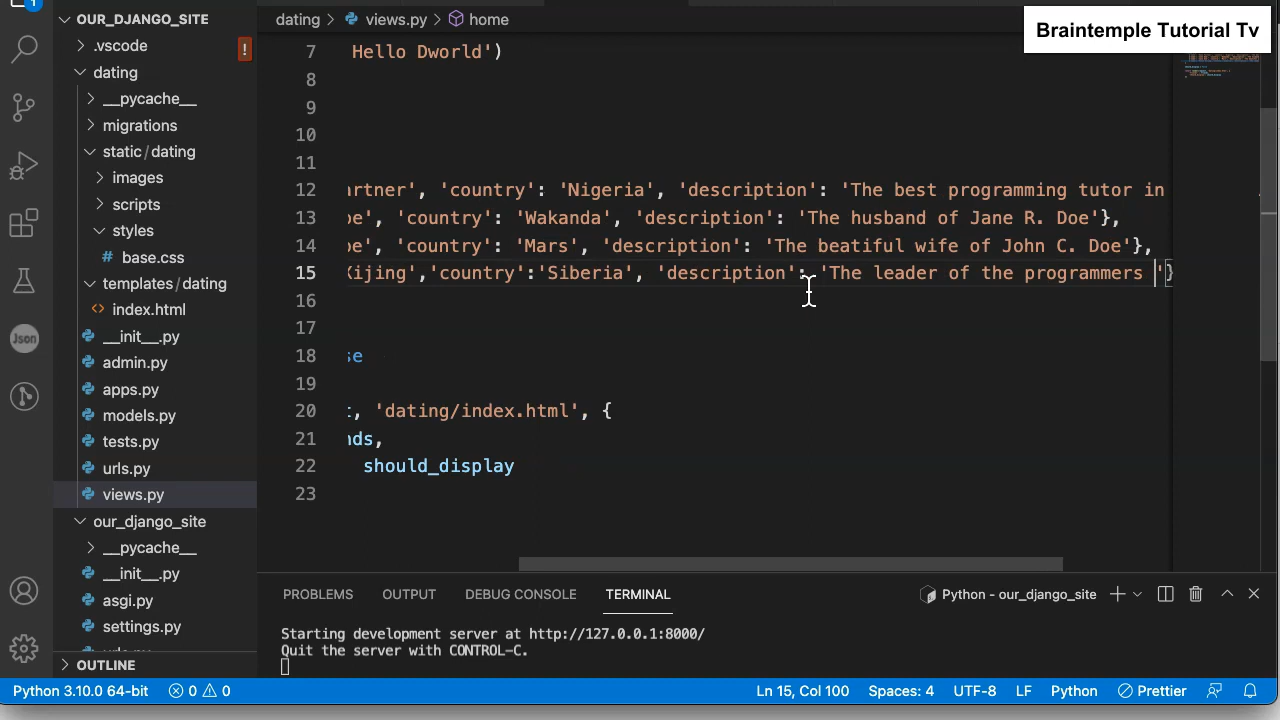 1
OUR_DJANGO_SITE
dating > views.py > home
Braintemple Tutorial Tv
.vscode
!
dating
__pycache__
migrations
static/dating
images
scripts
styles
base.css
templates/dating
index.html
__init__.py
admin.py
apps.py
models.py
tests.py
urls.py
views.py
our_django_site
__pycache__
__init__.py
asgi.py
settings.py
OUTLINE
Json
7 Hello Dworld')
8
9
10
11
12 artner', 'country': 'Nigeria', 'description': 'The best programming tutor in
13 oe', 'country': 'Wakanda', 'description': 'The husband of Jane R. Doe'},
14 oe', 'country': 'Mars', 'description': 'The beatiful wife of John C. Doe'},
15 Xijing','country':'Siberia', 'description': 'The leader of the programmers '}
16
17
18 se
19
20 t, 'dating/index.html', {
21 nds,
22 should_display
23
PROBLEMS OUTPUT DEBUG CONSOLE TERMINAL Python - our_django_site
Starting development server at http://127.0.0.1:8000/
Quit the server with CONTROL-C.
Python 3.10.0 64-bit 0 0 Ln 15, Col 100 Spaces: 4 UTF-8 LF Python Prettier